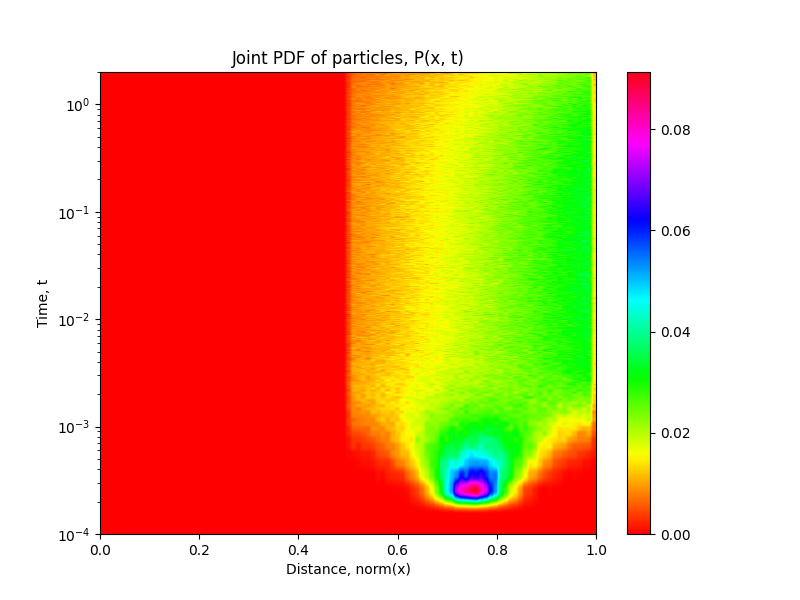 Joint PDF of particles, P(x, t)
10^0
10^-1
10^-2
10^-3
10^-4
Time, t
0.0 0.2 0.4 0.6 0.8 1.0
Distance, norm(x)
0.08
0.06
0.04
0.02
0.00